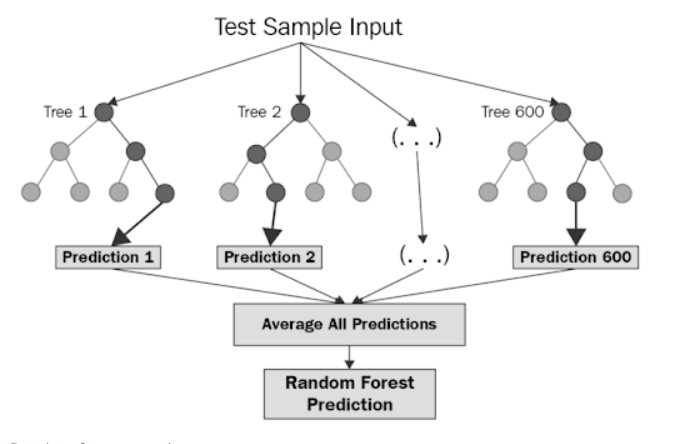 Test Sample Input
Tree 1
Tree 2
Tree 600
(. . .)
Prediction 1
Prediction 2
(. . .)
Prediction 600
Average All Predictions
Random Forest
Prediction